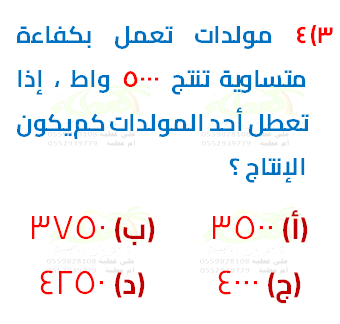 ٣) ٤ مولدات تعمل بكفاءة
متساوية تنتج ٥٠٠٠ واط ، إذا
تعطل أحد المولدات كم يكون
الإنتاج ؟
(أ) ٣٥٠٠ (ب) ٣٧٥٠
(ج) ٤٠٠٠ (د) ٤٢٥٠